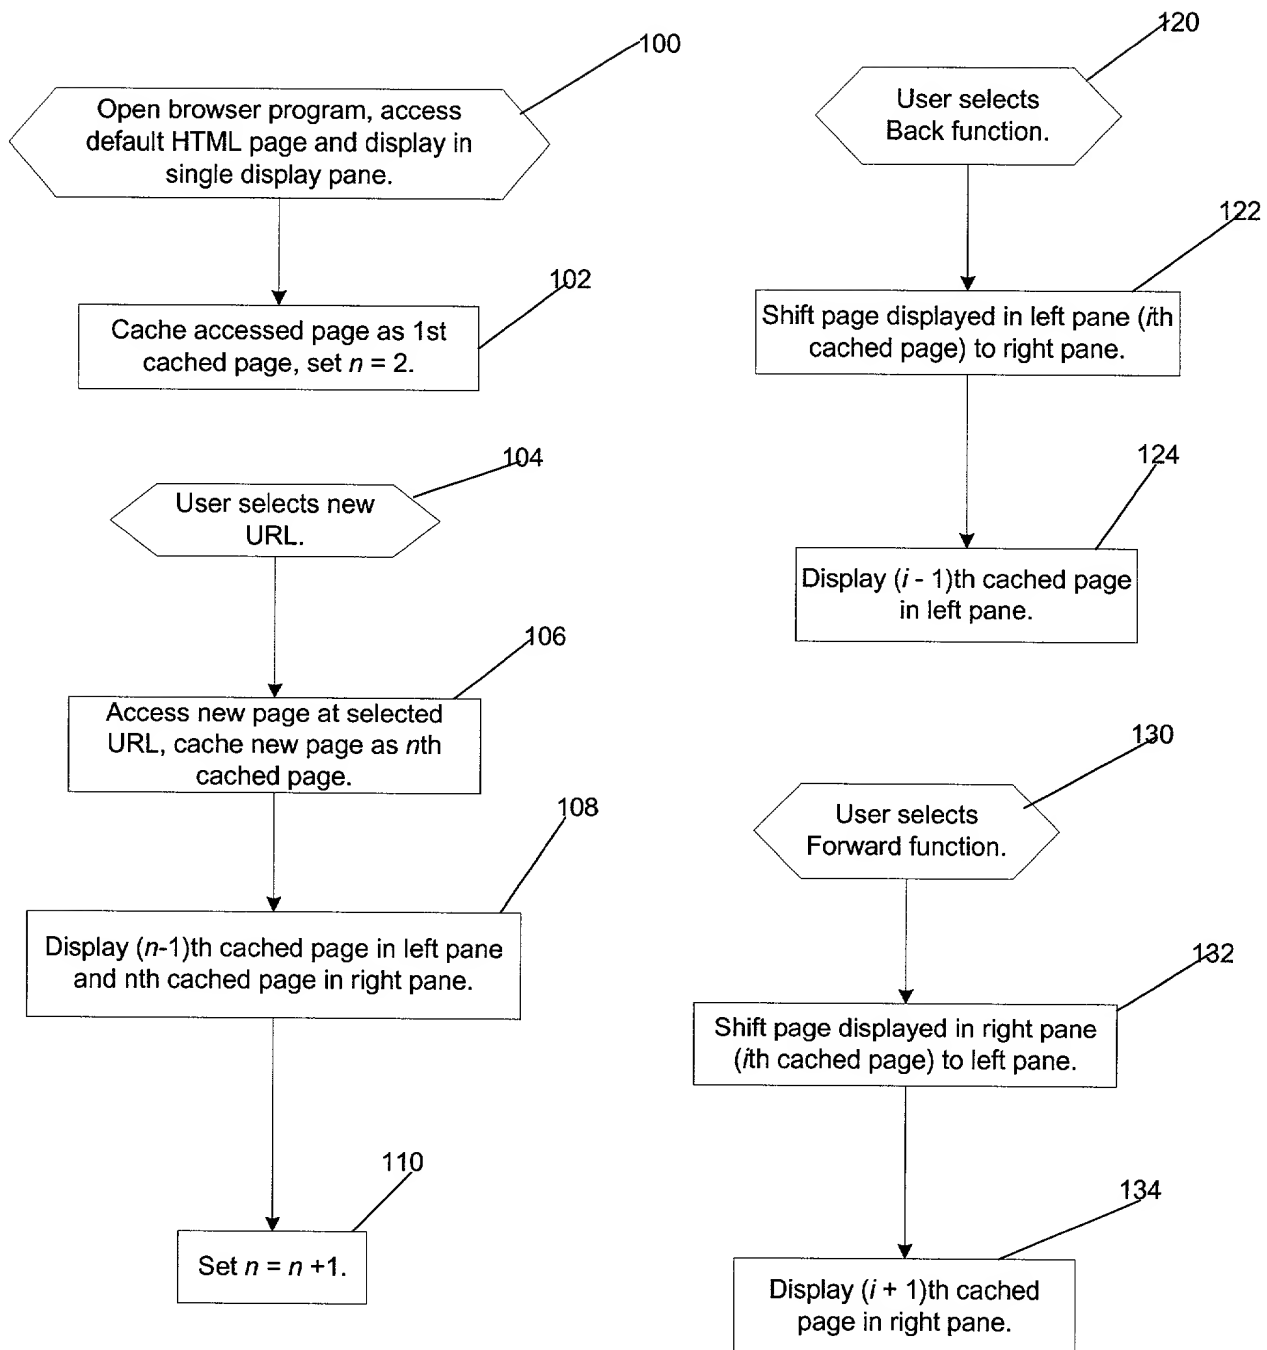 100
Open browser program, access
default HTML page and display in
single display pane.
102
Cache accessed page as 1st
cached page, set n = 2.
104
User selects new
URL.
106
Access new page at selected
URL, cache new page as nth
cached page.
108
Display (n-1)th cached page in left pane
and nth cached page in right pane.
110
Set n = n +1.
120
User selects
Back function.
122
Shift page displayed in left pane (ith
cached page) to right pane.
124
Display (i - 1)th cached page
in left pane.
130
User selects
Forward function.
132
Shift page displayed in right pane
(ith cached page) to left pane.
134
Display (i + 1)th cached
page in right pane.